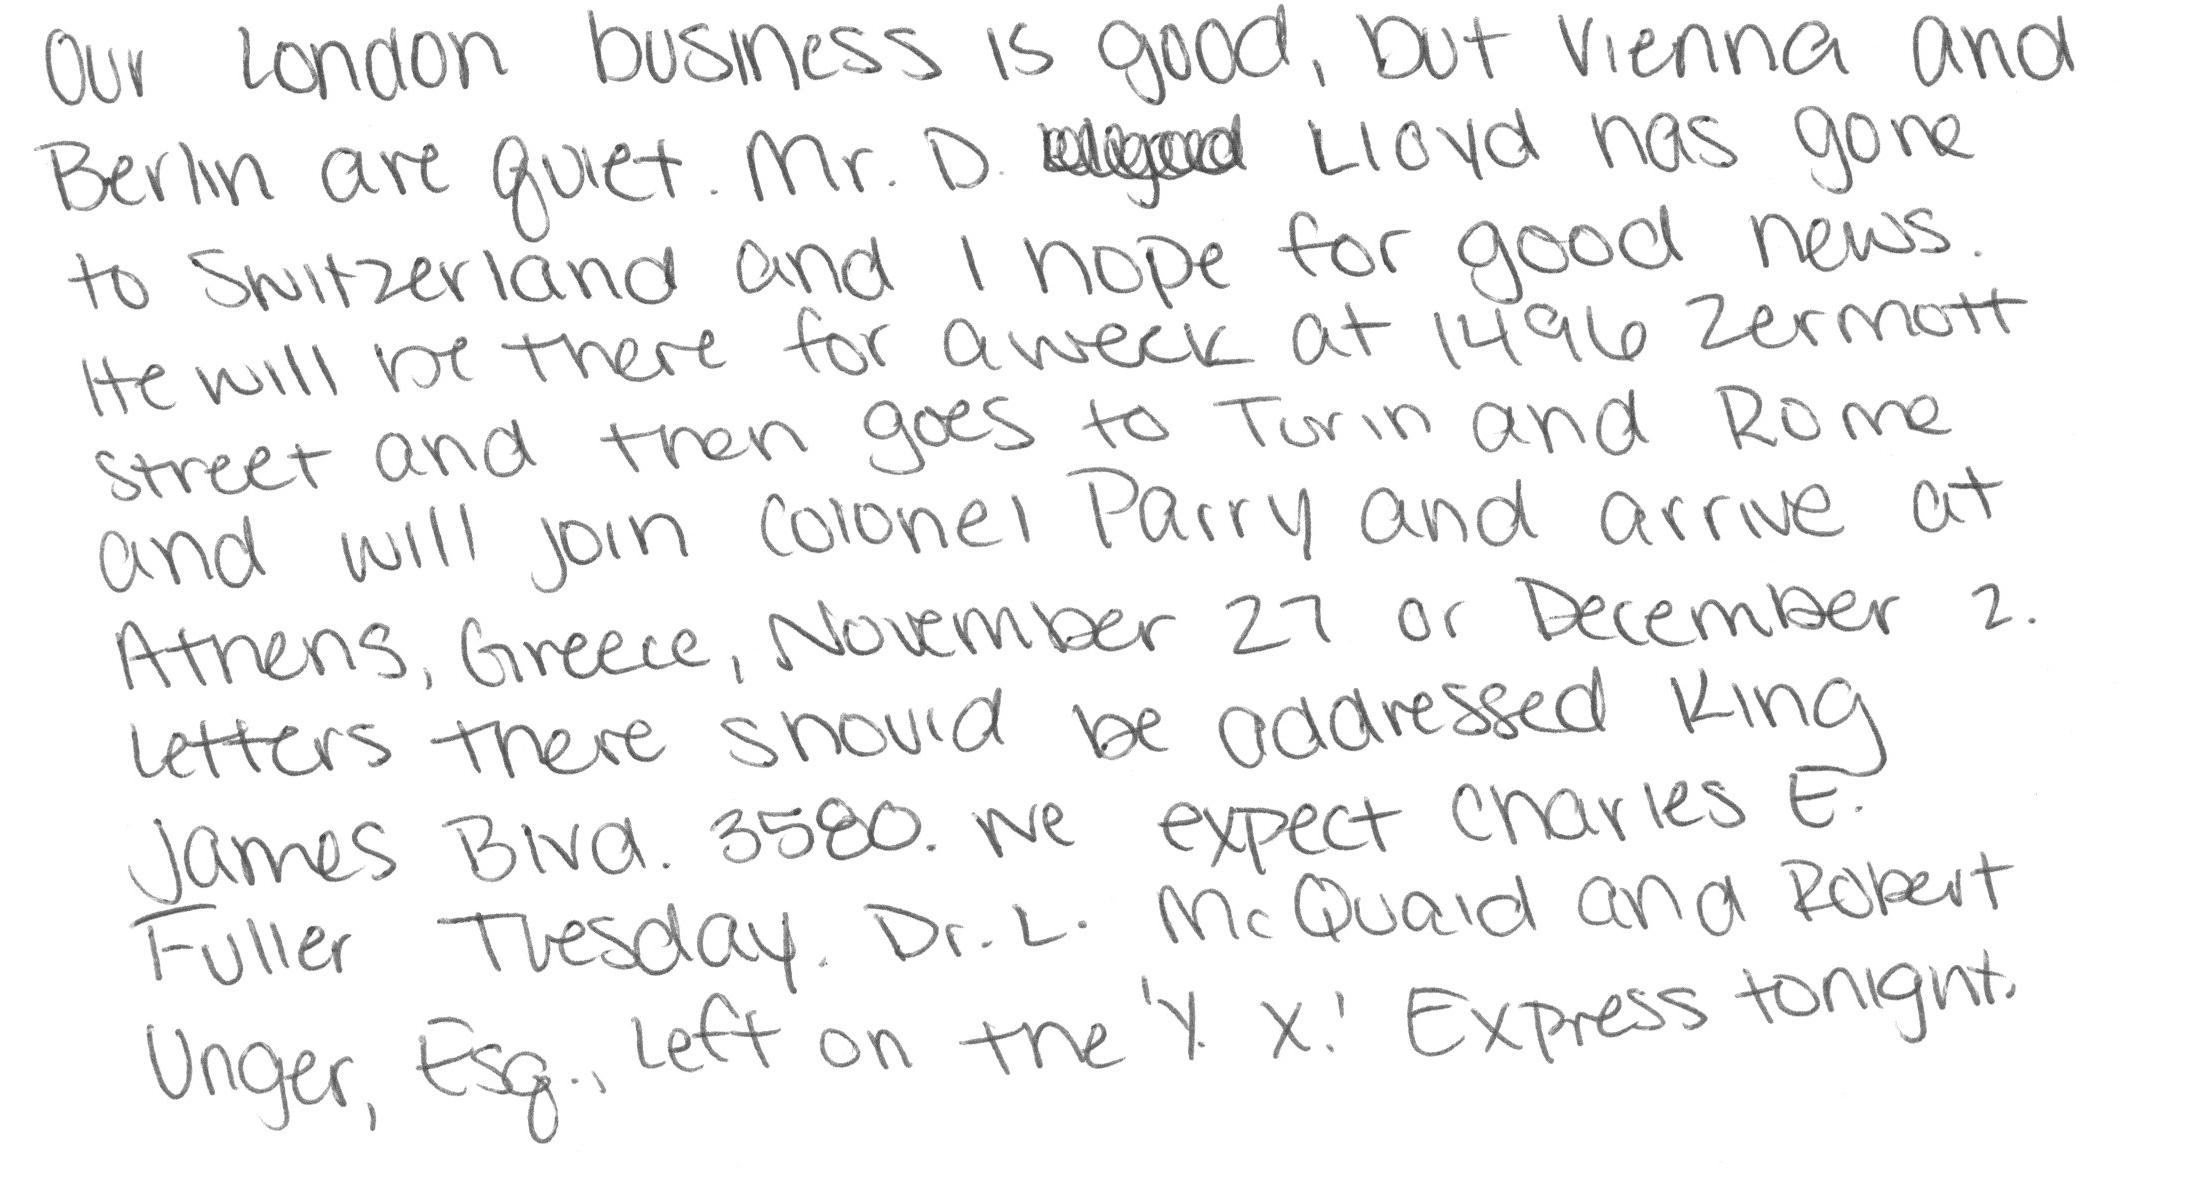 Our London business is good, but Vienna and
Berlin are quiet. Mr. D. Lloyd has gone
to Switzerland and I hope for good news.
He will be there for a week at 1496 Zermott
street and then goes to Turin and Rome
and will join Colonel Parry and arrive at
Athens, Greece, November 27 or December 2.
Letters there should be addressed King
James Blvd. 3580. We expect Charles E.
Fuller Tuesday. Dr. L. McQuaid and Robert
Unger, Esq., left on the 'Y. X.' Express tonight.